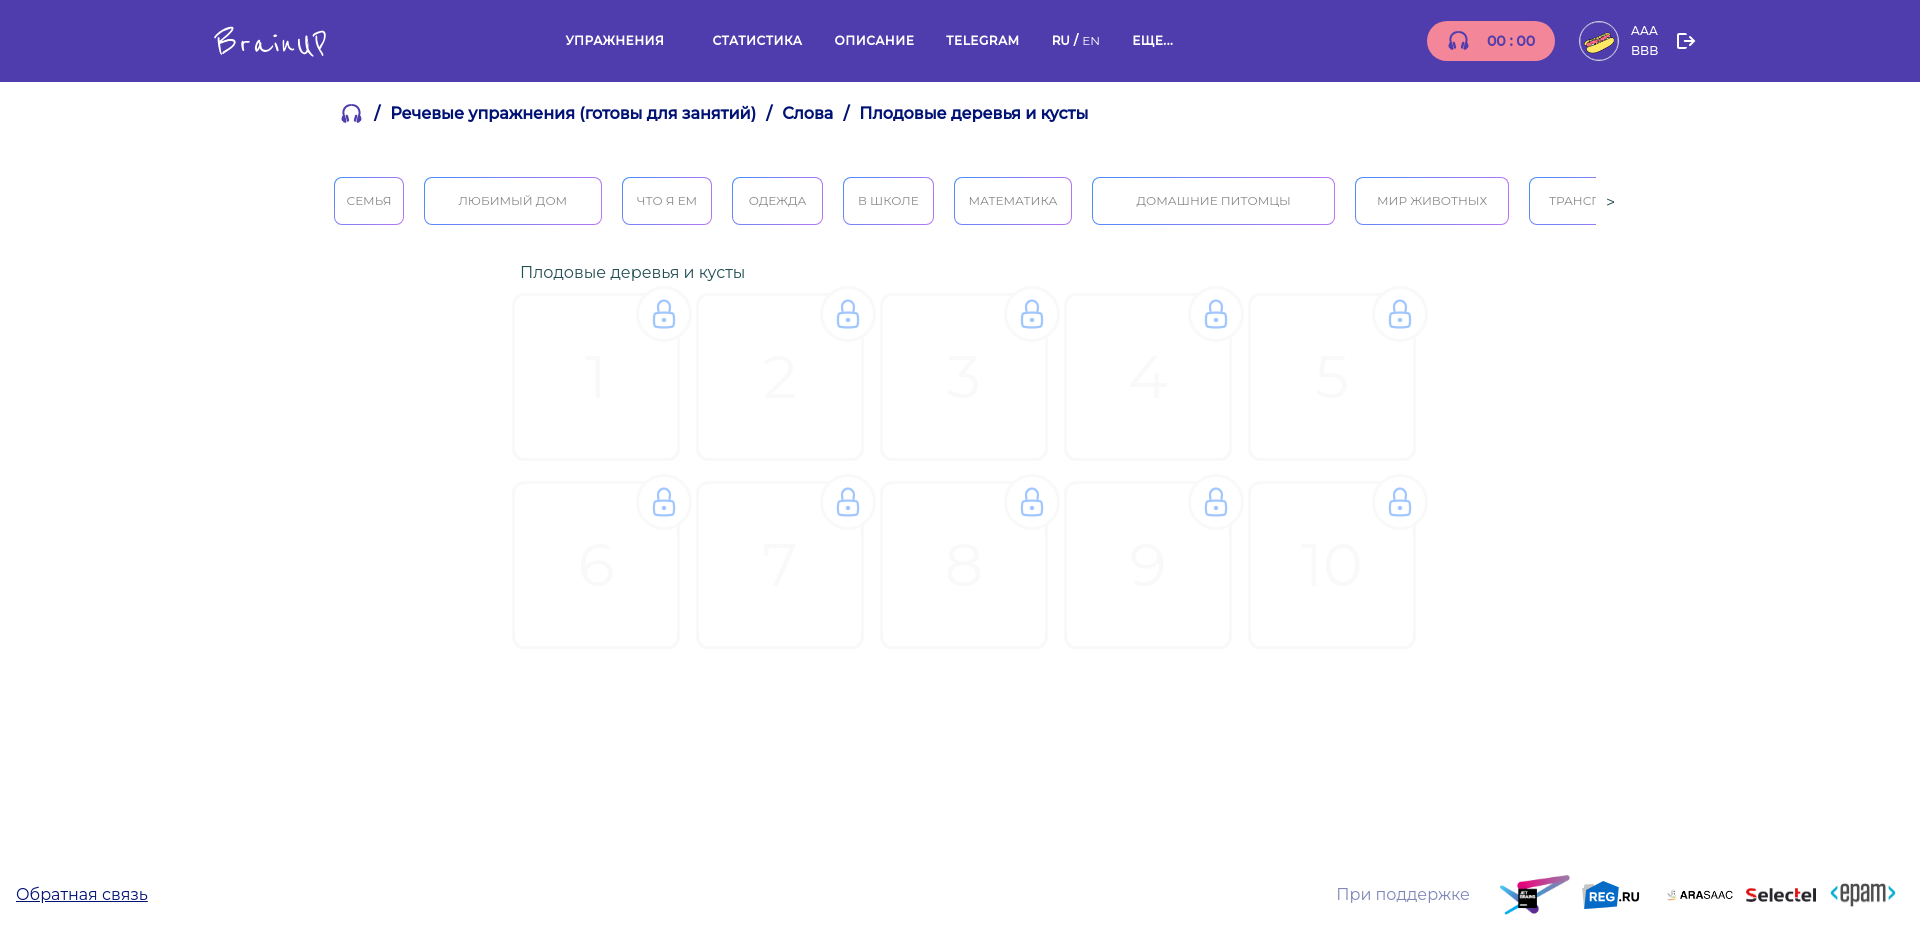 BrainUP
УПРАЖНЕНИЯ СТАТИСТИКА ОПИСАНИЕ TELEGRAM RU / EN ЕЩЕ...
00 : 00
AAA
BBB
/ Речевые упражнения (готовы для занятий) / Слова / Плодовые деревья и кусты
СЕМЬЯ ЛЮБИМЫЙ ДОМ ЧТО Я ЕМ ОДЕЖДА В ШКОЛЕ МАТЕМАТИКА ДОМАШНИЕ ПИТОМЦЫ МИР ЖИВОТНЫХ >
Плодовые деревья и кусты
1 2 3 4 5
6 7 8 9 10
Обратная связь
При поддержке
JET BRAINS
REG.RU
ARASAAC
Selectel
<epam>